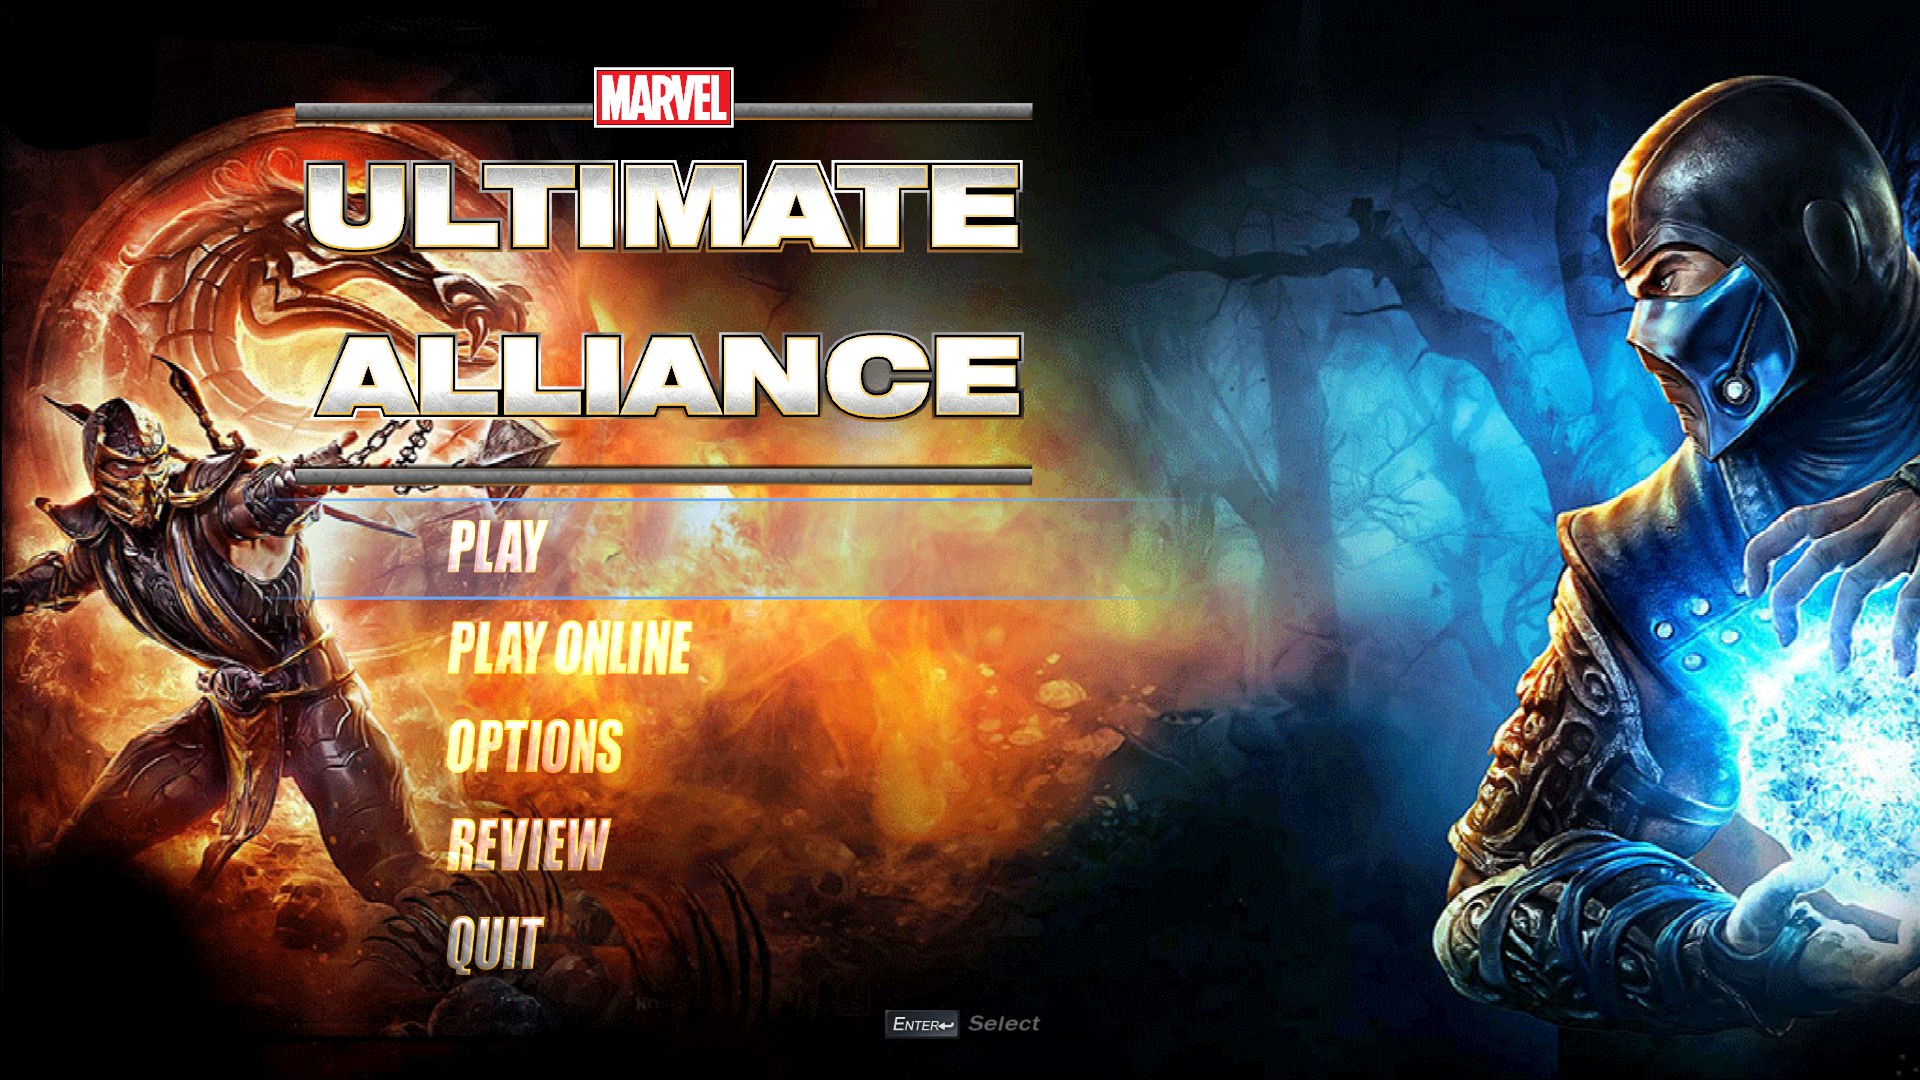 MARVEL
ULTIMATE
ALLIANCE
PLAY
PLAY ONLINE
OPTIONS
REVIEW
QUIT
ENTER↵ Select